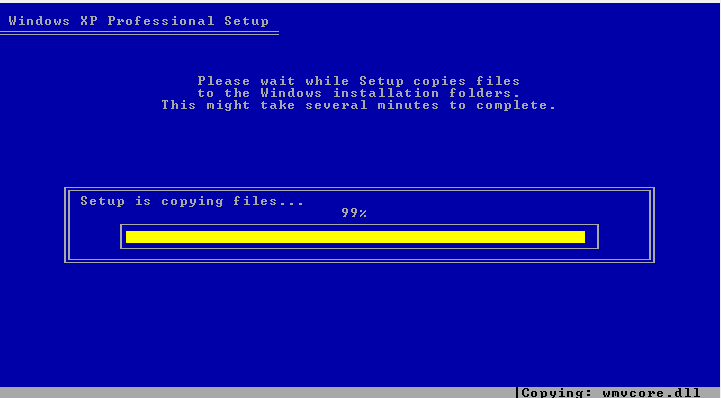 Windows XP Professional Setup
Please wait while Setup copies files
to the Windows installation folders.
This might take several minutes to complete.
Setup is copying files...
99%
Copying: wmvcore.dll